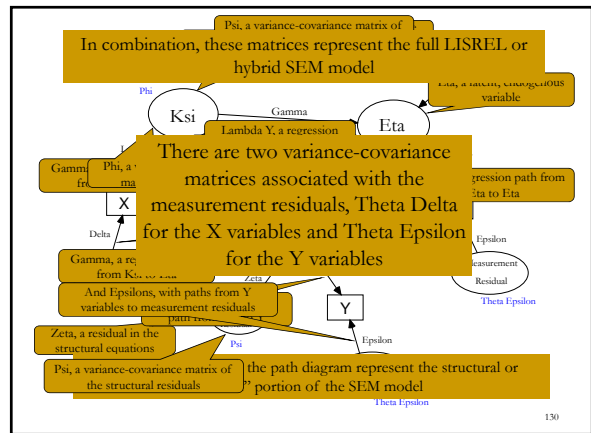 Psi, a variance-covariance matrix of
In combination, these matrices represent the full LISREL or
hybrid SEM model
Phi
Ksi
Gamma
Eta
Eta, a latent, endogenous
variable
Lambda Y, a regression
There are two variance-covariance
matrices associated with the
measurement residuals, Theta Delta
for the X variables and Theta Epsilon
for the Y variables
Phi, a
from
X
regression path from
Eta to Eta
Delta
Epsilon
Gamma, a
from Ksi to Eta
Measurement
Residual
Theta Epsilon
Zeta
And Epsilons, with paths from Y
variables to measurement residuals
Y
path
Zeta, a residual in the
structural equations
Psi
Epsilon
Psi, a variance-covariance matrix of
the structural residuals
the path diagram represent the structural or
” portion of the SEM model
Theta Epsilon
130